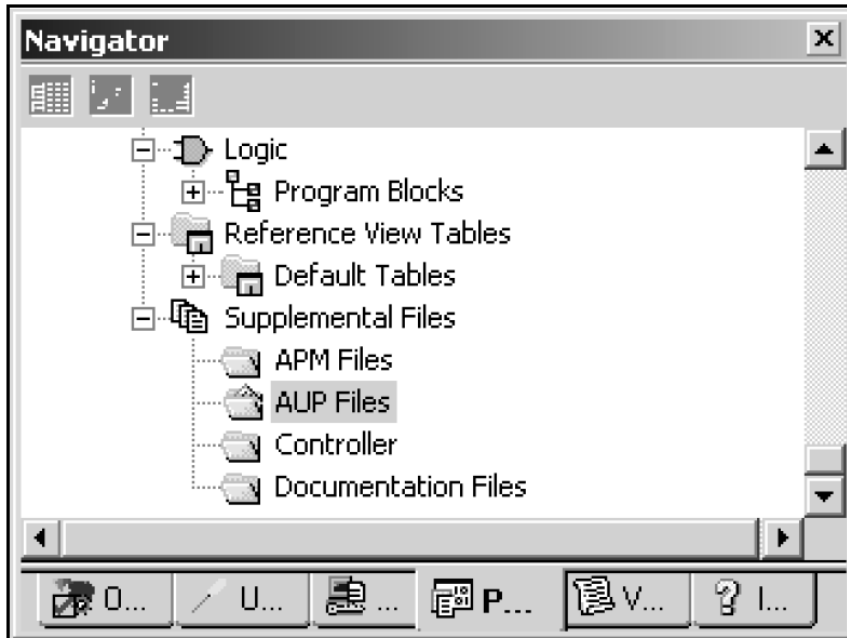 Navigator
Logic
Program Blocks
Reference View Tables
Default Tables
Supplemental Files
APM Files
AUP Files
Controller
Documentation Files
O... U... ... P... V... I...